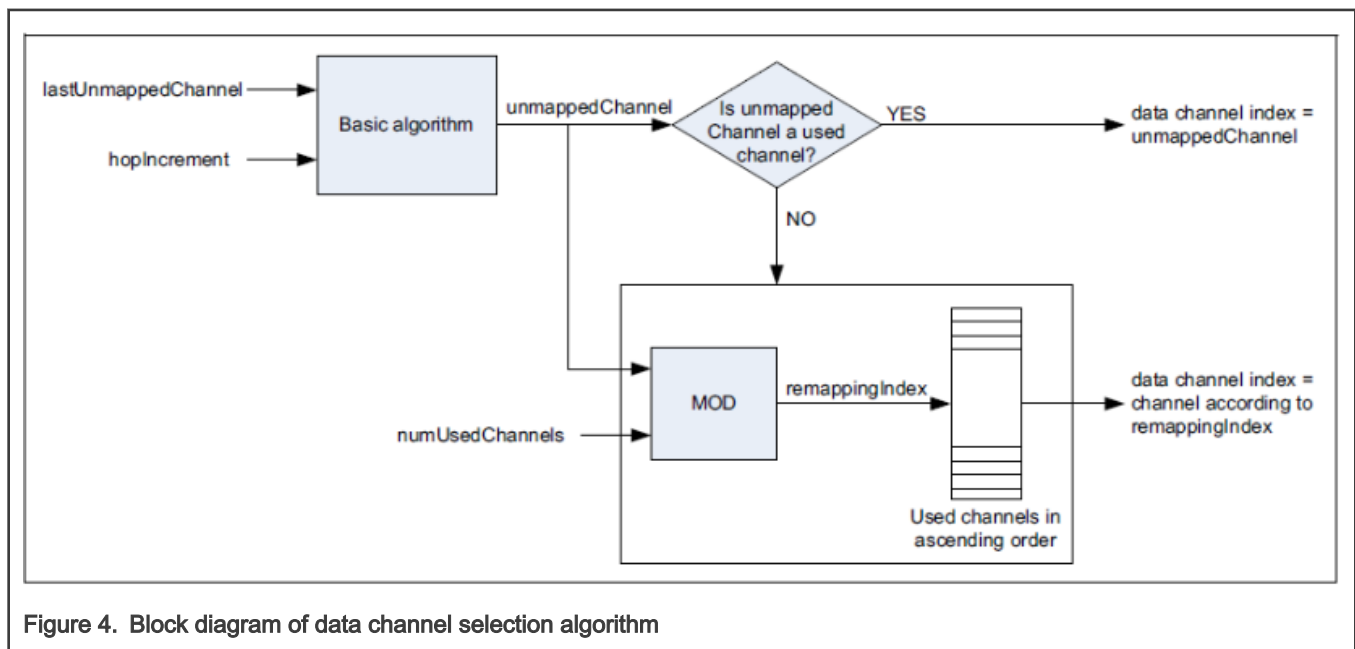 lastUnmappedChannel
hopIncrement
Basic algorithm
unmappedChannel
Is unmapped
Channel a used
channel?
YES
data channel index =
unmappedChannel
NO
numUsedChannels
MOD
remappingIndex
Used channels in
ascending order
data channel index =
channel according to
remappingIndex
Figure 4. Block diagram of data channel selection algorithm